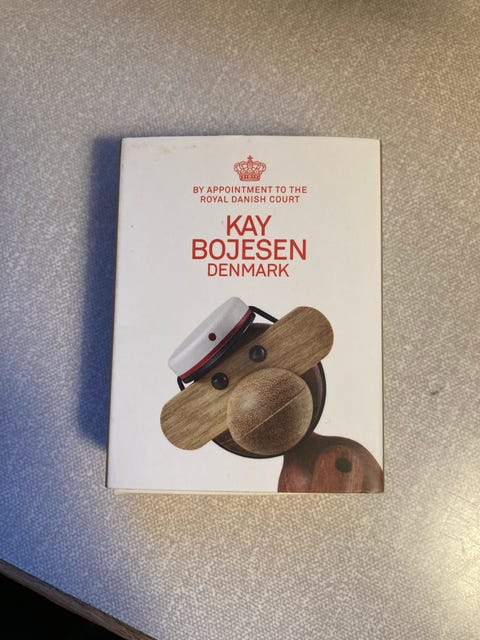 BY APPOINTMENT TO THE
ROYAL DANISH COURT
KAY
BOJESEN
DENMARK